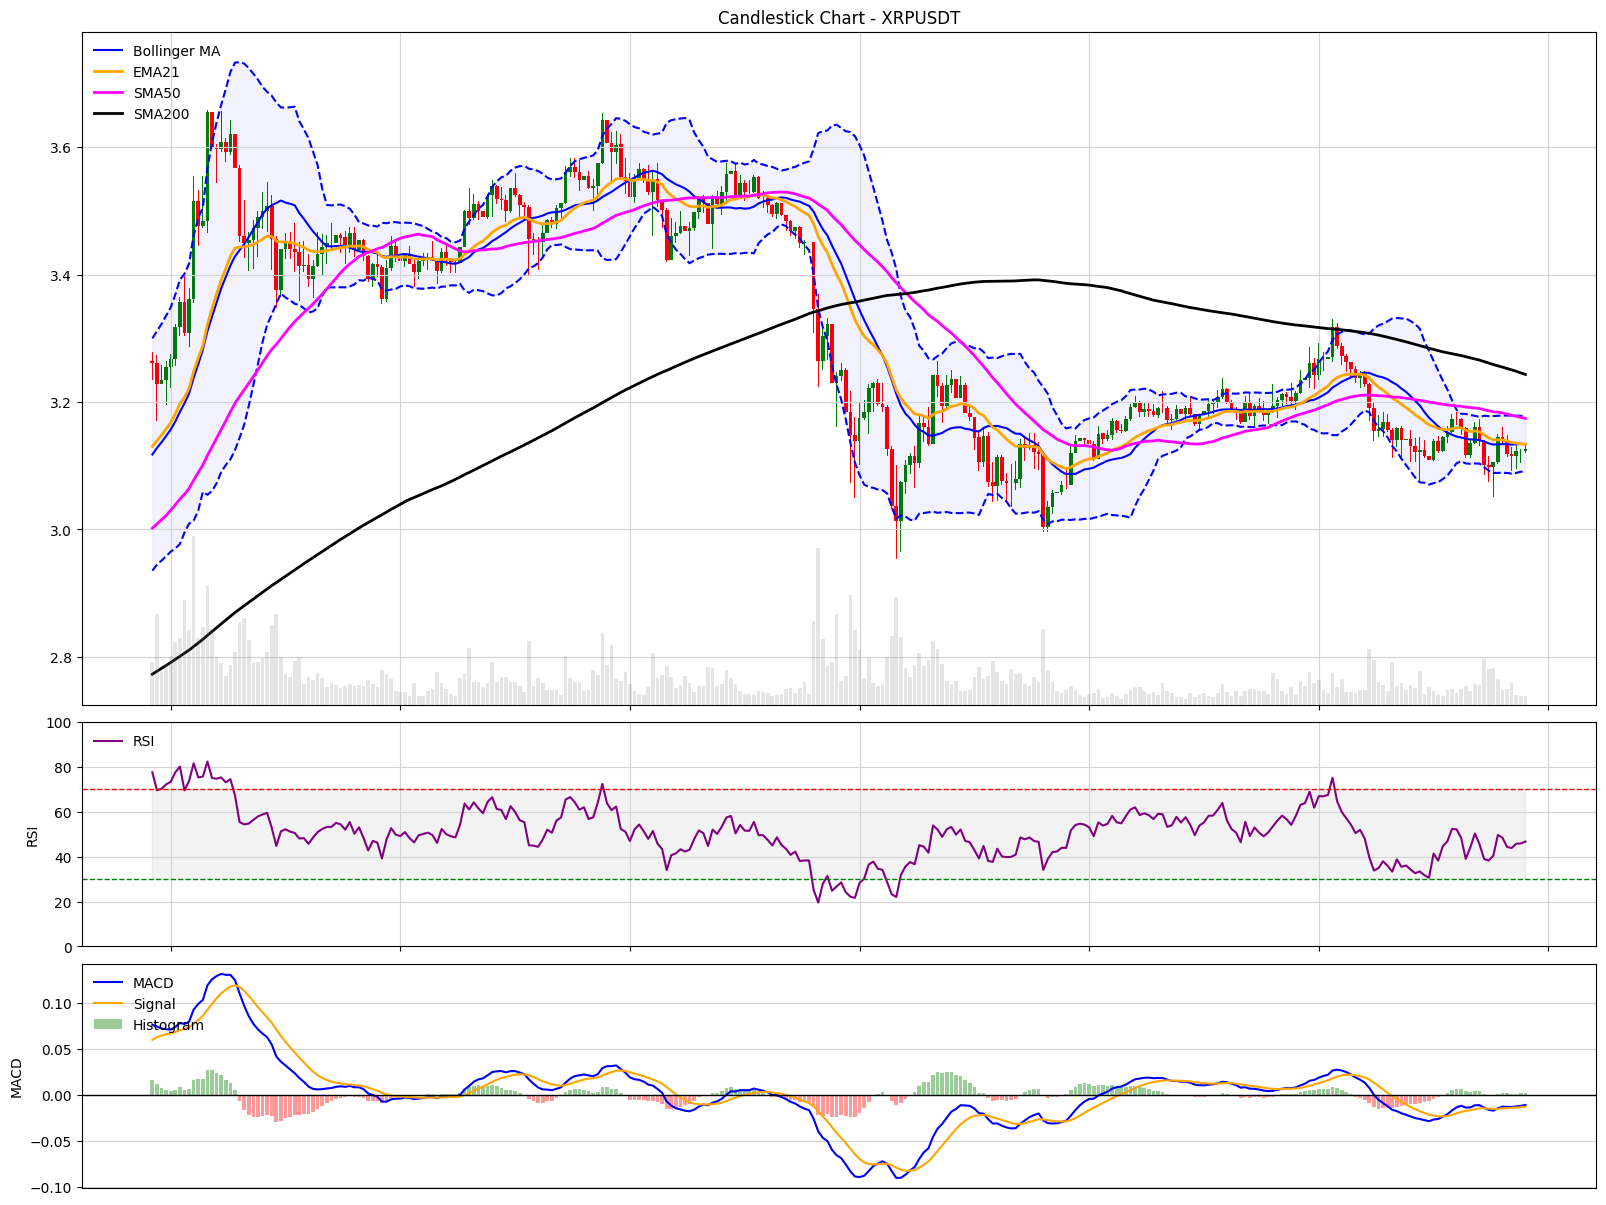 Candlestick Chart - XRPUSDT
Bollinger MA
EMA21
SMA50
SMA200
3.6
3.4
3.2
3.0
2.8
RSI
RSI
100
80
60
40
20
0
MACD
Signal
Histogram
MACD
0.10
0.05
0.00
−0.05
−0.10